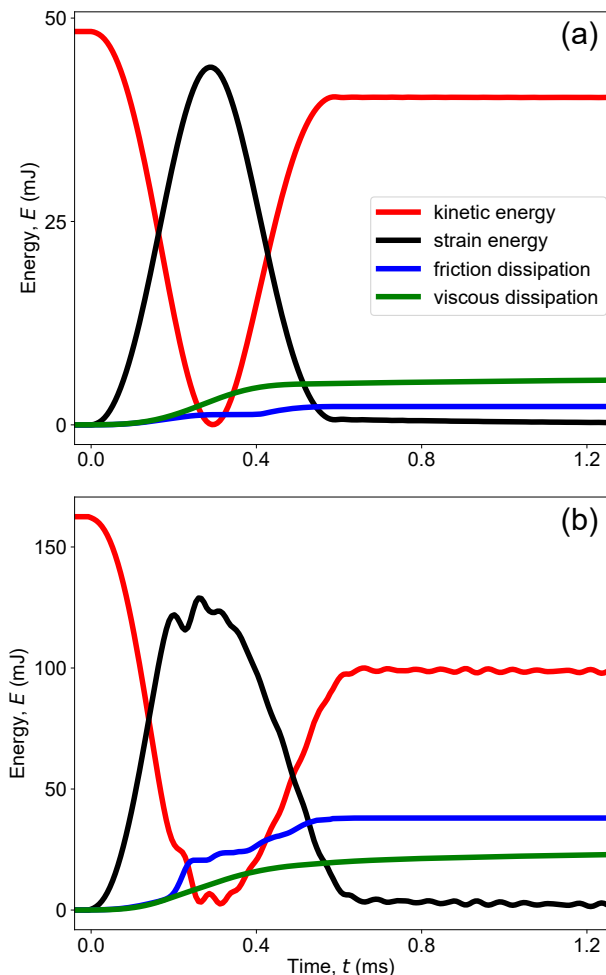 (a)
50
25
0
Energy, E (mJ)
kinetic energy
strain energy
friction dissipation
viscous dissipation
0.0 0.4 0.8 1.2
(b)
150
100
50
0
Energy, E (mJ)
0.0 0.4 0.8 1.2
Time, t (ms)